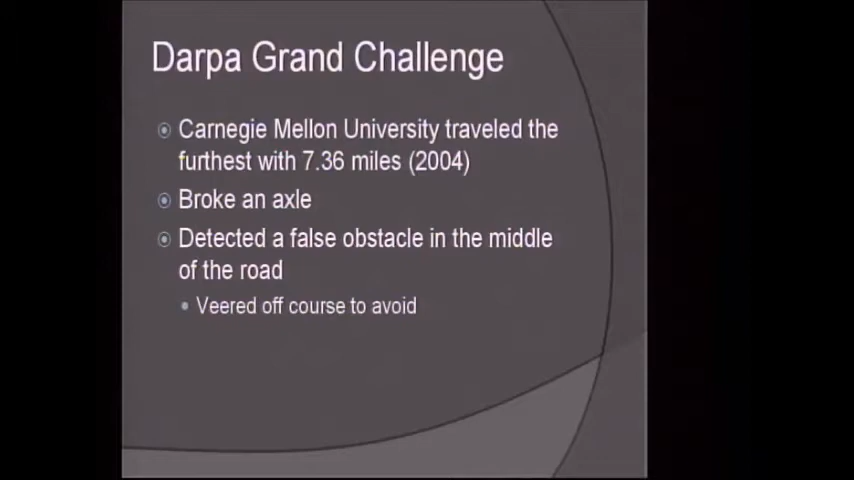 Darpa Grand Challenge
Carnegie Mellon University traveled the
furthest with 7.36 miles (2004)
Broke an axle
Detected a false obstacle in the middle
of the road
Veered off course to avoid